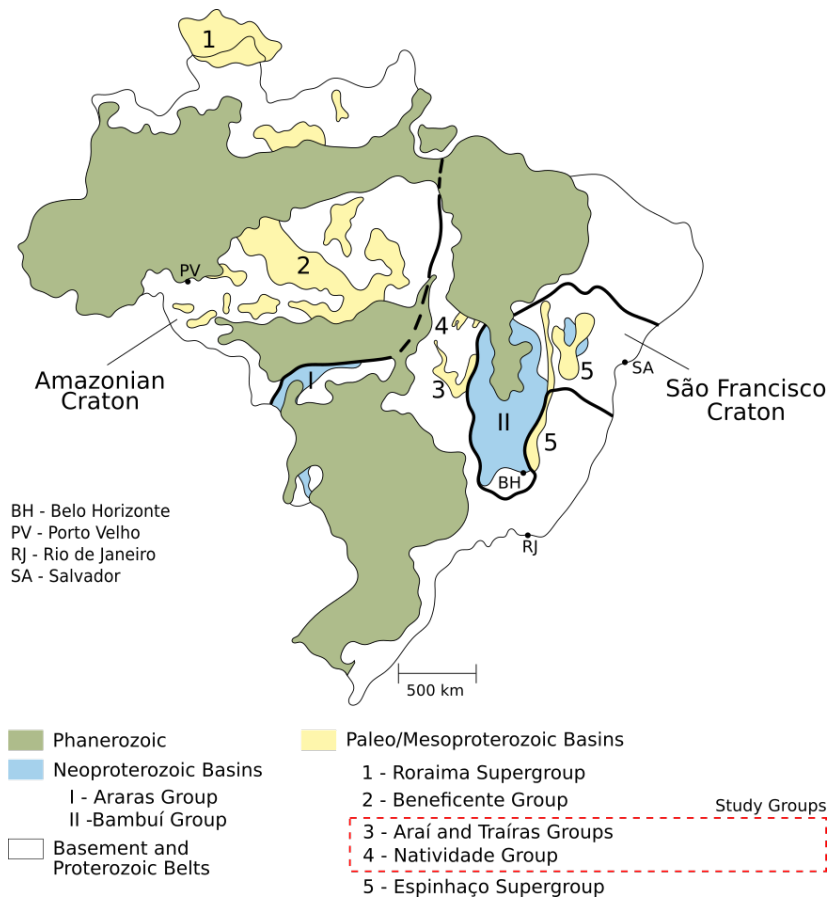 1
2
PV
4
3
5
SA
Amazonian
Craton
São Francisco
Craton
I
II
5
BH
RJ
BH - Belo Horizonte
PV - Porto Velho
RJ - Rio de Janeiro
SA - Salvador
500 km
Phanerozoic
Neoproterozoic Basins
I - Araras Group
II -Bambuí Group
Basement and
Proterozoic Belts
Paleo/Mesoproterozoic Basins
1 - Roraima Supergroup
2 - Beneficente Group
Study Groups
3 - Araí and Traíras Groups
4 - Natividade Group
5 - Espinhaço Supergroup